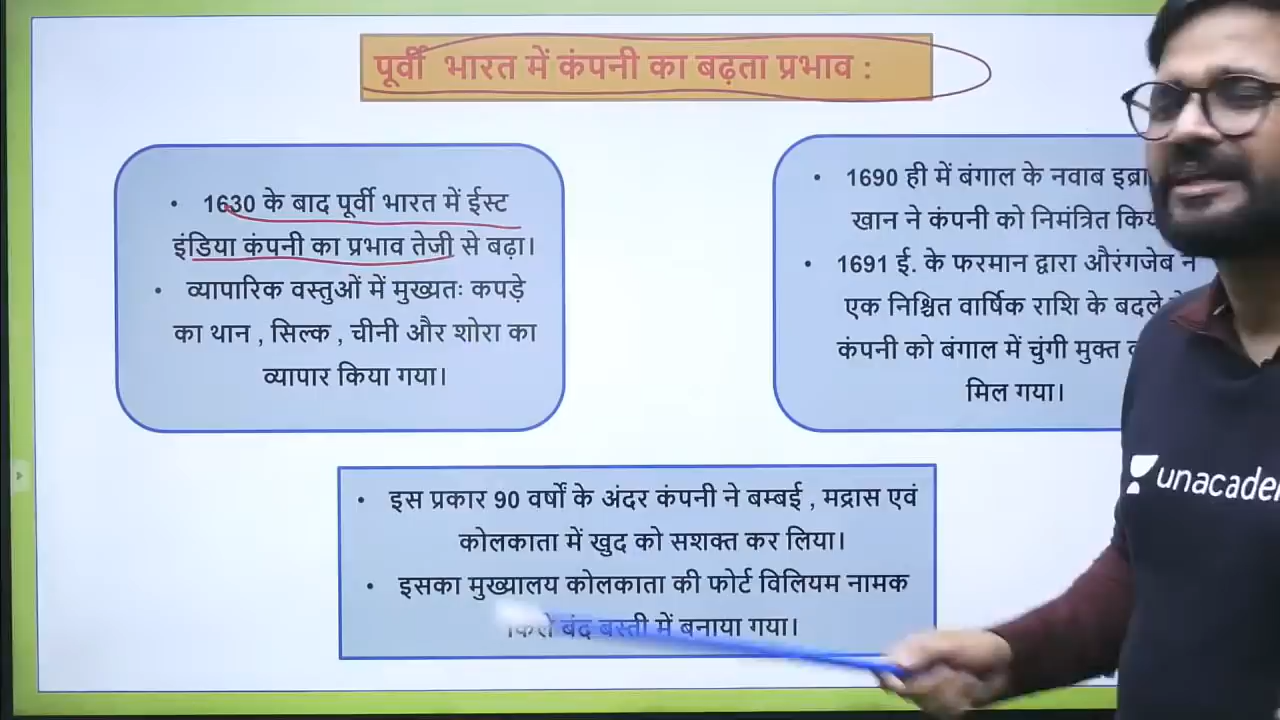 पूर्वी भारत में कंपनी का बढ़ता प्रभाव :
• 1630 के बाद पूर्वी भारत में ईस्ट
इंडिया कंपनी का प्रभाव तेजी से बढ़ा।
• व्यापारिक वस्तुओं में मुख्यतः कपड़े
का थान , सिल्क , चीनी और शोरा का
व्यापार किया गया।
• 1690 ही में बंगाल के नवाब
खान ने कंपनी को निमंत्रित
• 1691 ई. के फरमान द्वारा औरंगजेब ने
एक निश्चित वार्षिक राशि के बदले
कंपनी को बंगाल में चुंगी मुक्त
मिल गया।
• इस प्रकार 90 वर्षों के अंदर कंपनी ने बम्बई , मद्रास एवं
कोलकाता में खुद को सशक्त कर लिया।
• इसका मुख्यालय कोलकाता की फोर्ट विलियम नामक
किले बंद बस्ती में बनाया गया।